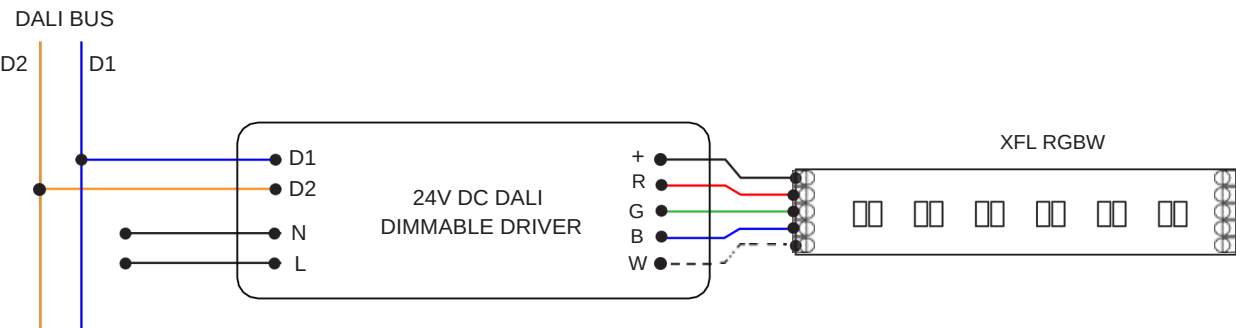 DALI BUS
D2
D1
XFL RGBW
D1
D2
N
L
24V DC DALI
DIMMABLE DRIVER
+
R
G
B
W